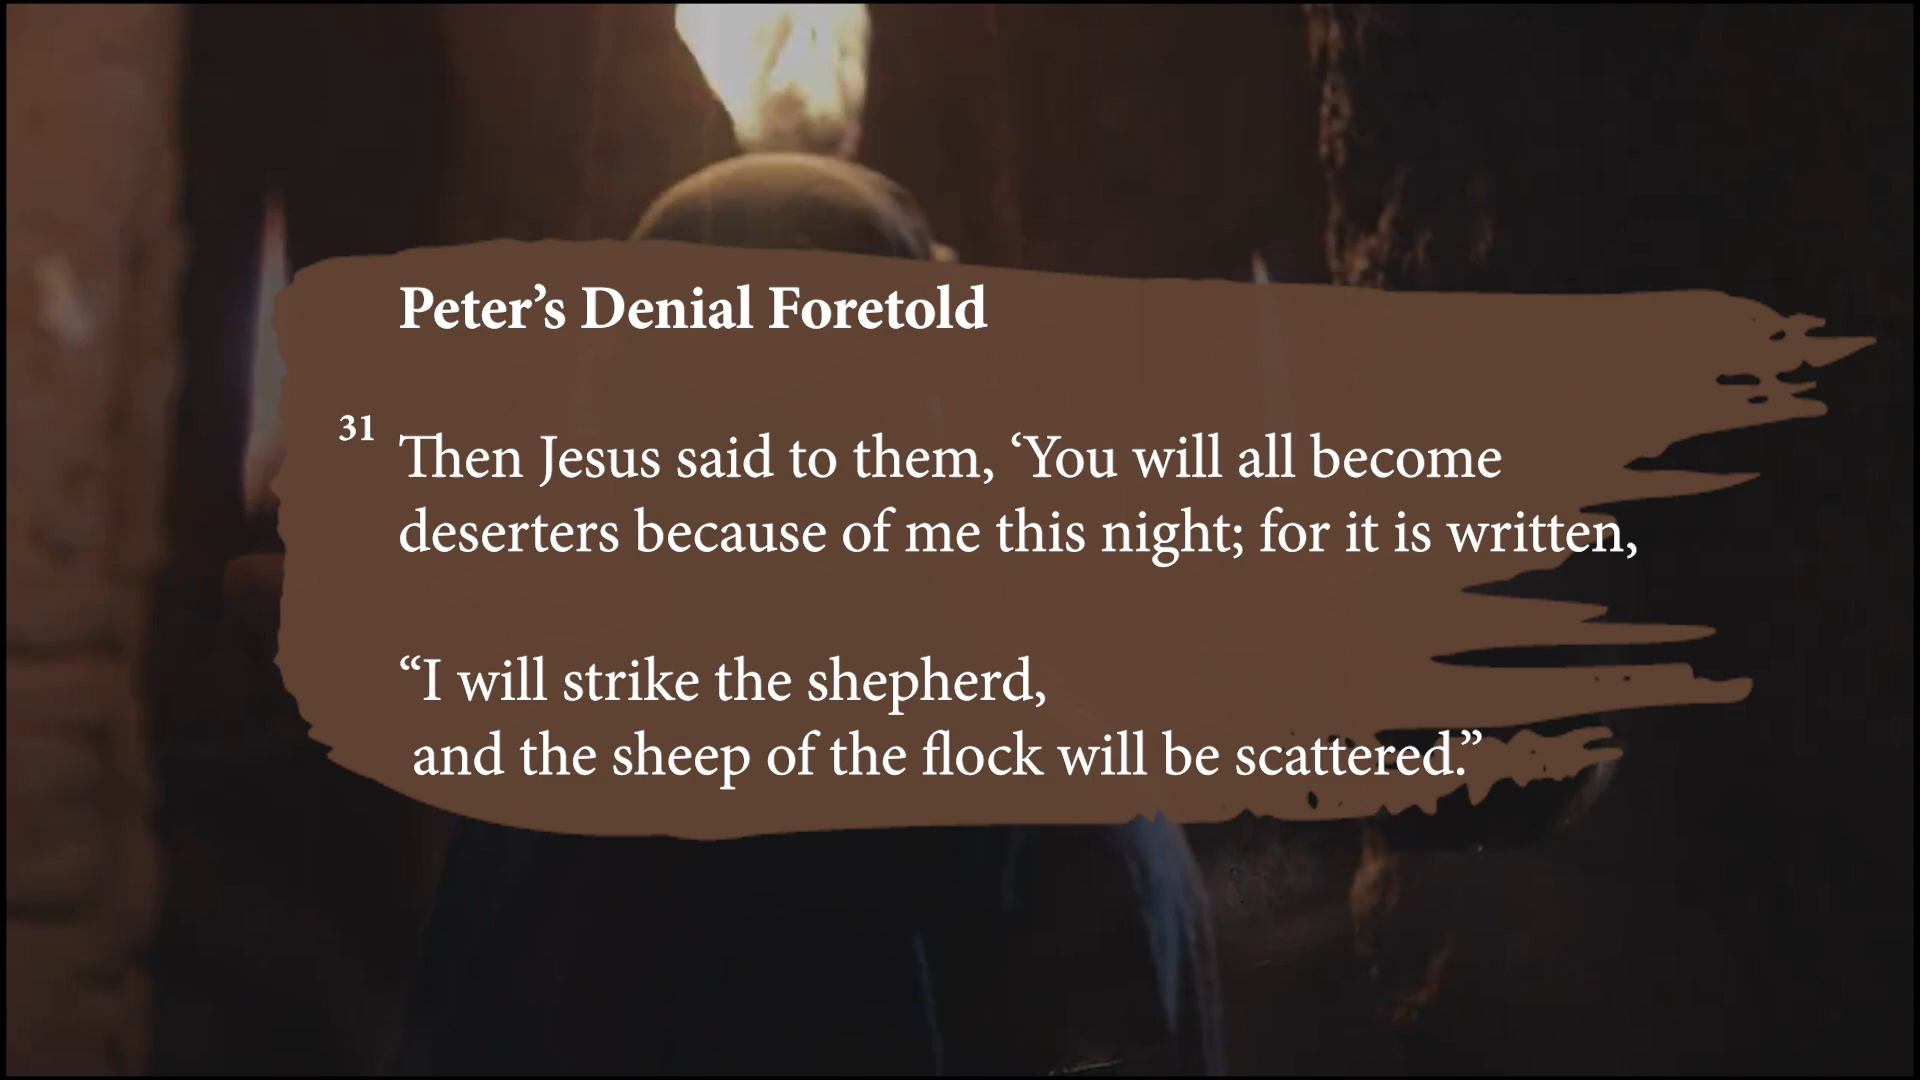 Peter’s Denial Foretold
31 Then Jesus said to them, ‘You will all become
deserters because of me this night; for it is written,
“I will strike the shepherd,
and the sheep of the flock will be scattered.”